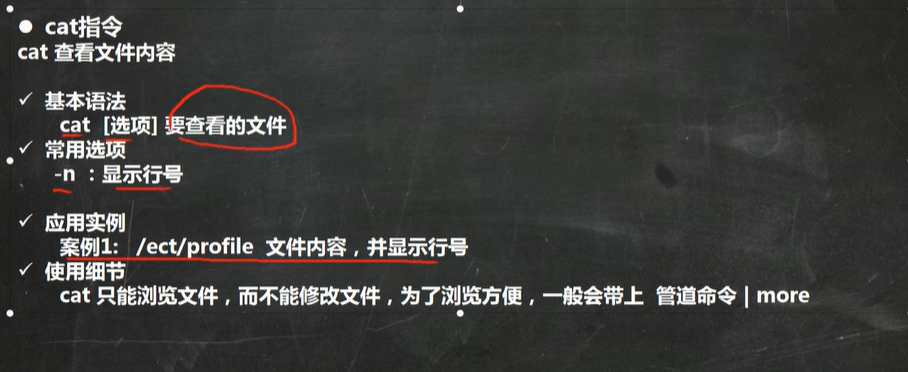 ● cat指令
cat 查看文件内容
✓ 基本语法
cat [选项] 要查看的文件
✓ 常用选项
-n ：显示行号
✓ 应用实例
案例1: /ect/profile 文件内容，并显示行号
✓ 使用细节
cat 只能浏览文件，而不能修改文件，为了浏览方便，一般会带上 管道命令 | more